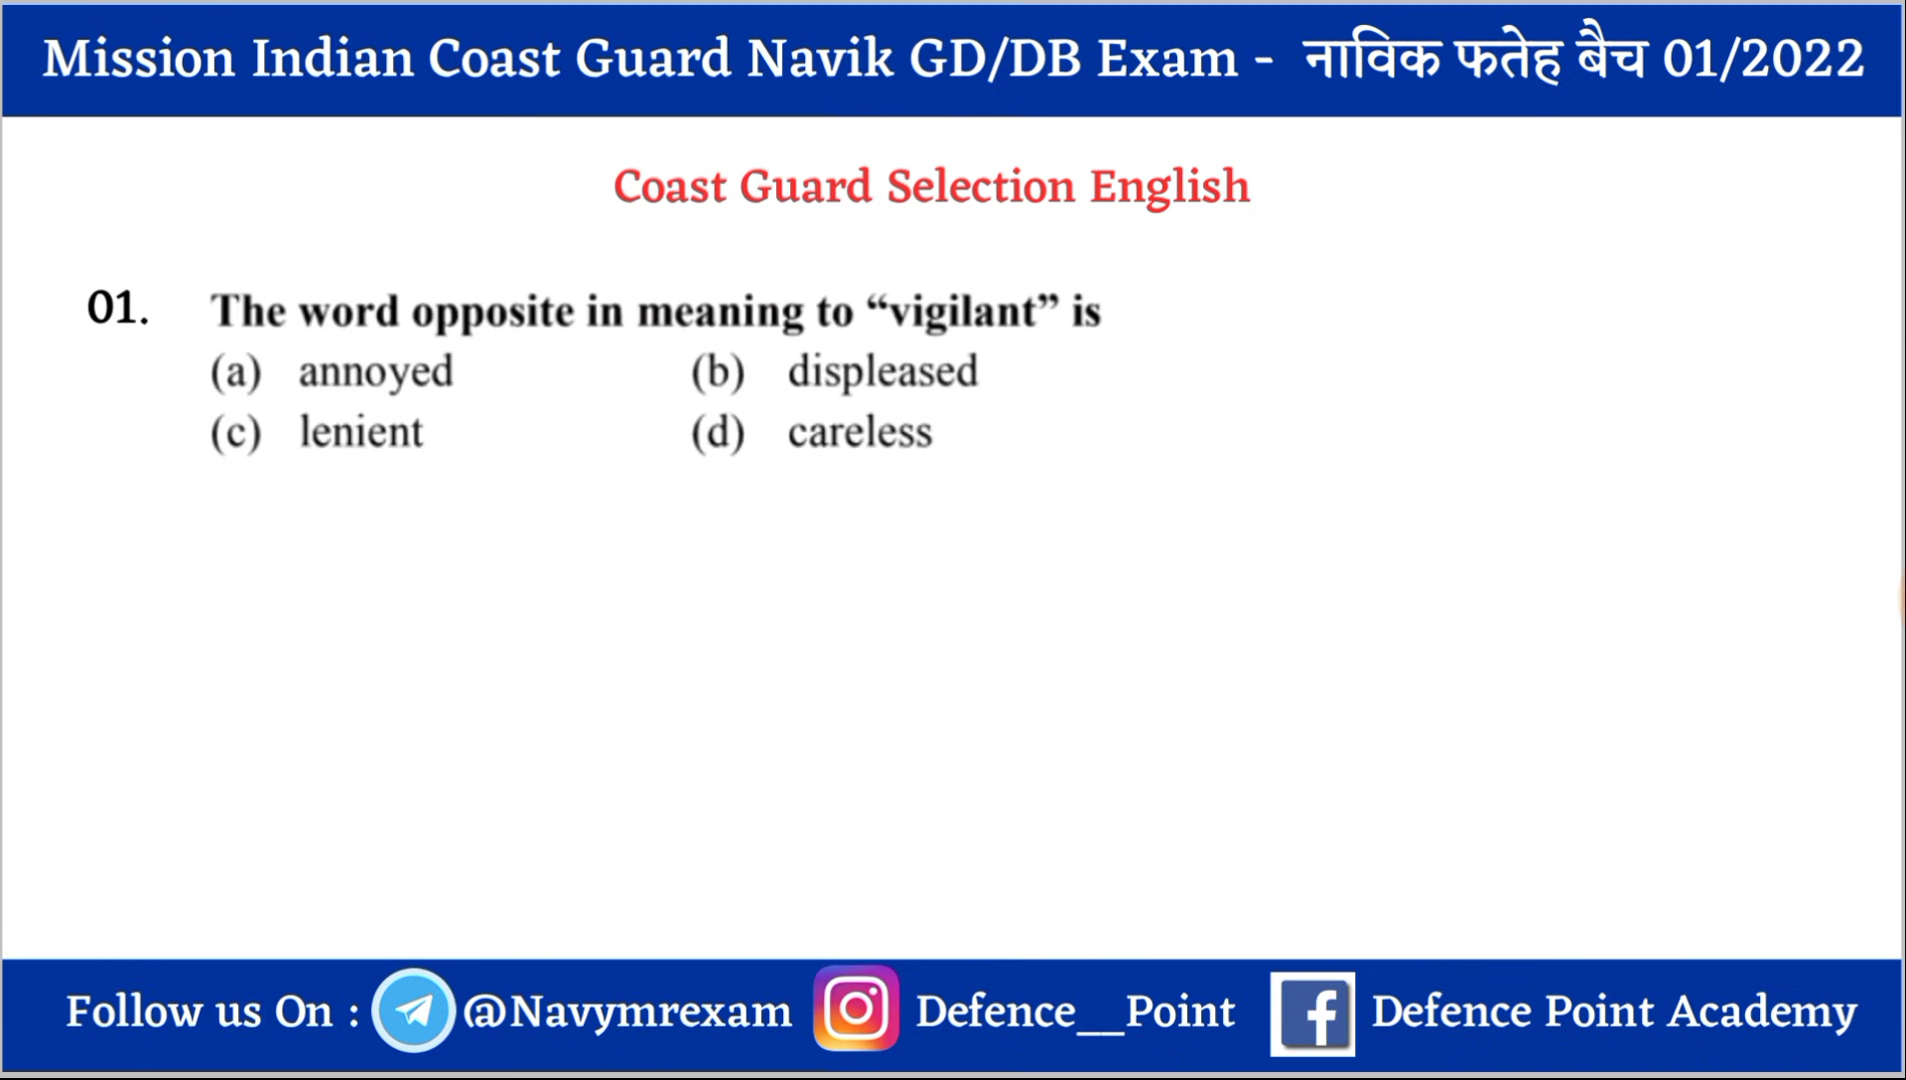 Mission Indian Coast Guard Navik GD/DB Exam - नाविक फतेह बैच 01/2022
Coast Guard Selection English
01. The word opposite in meaning to “vigilant” is
(a) annoyed (b) displeased
(c) lenient (d) careless
Follow us On : @Navymrexam Defence__Point Defence Point Academy